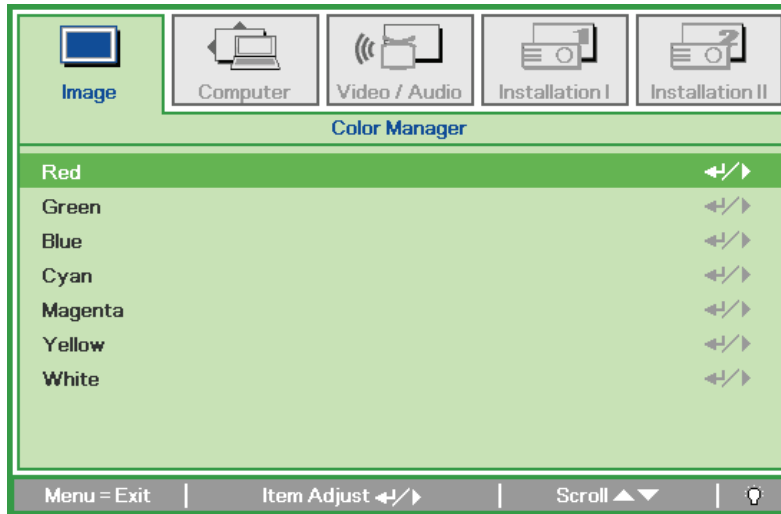 Image Computer Video / Audio Installation I Installation II
Color Manager
Red
Green
Blue
Cyan
Magenta
Yellow
White
Menu = Exit Item Adjust Scroll